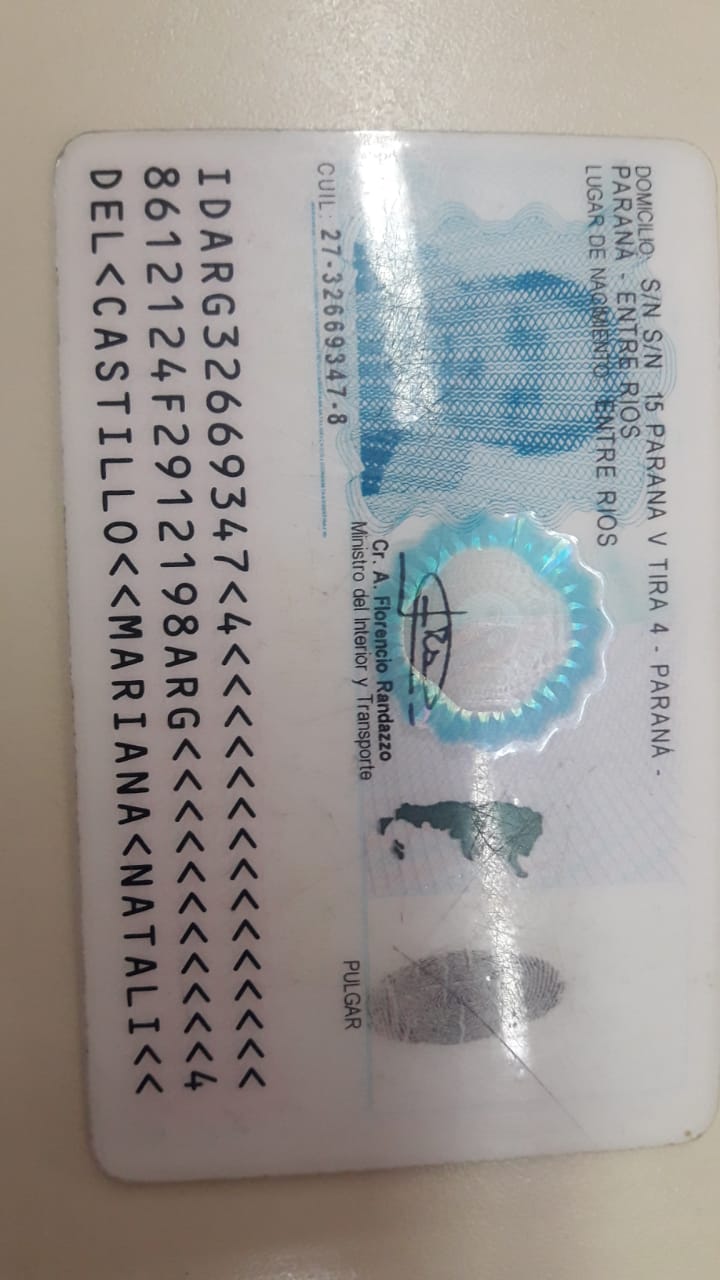 DOMICILIO: S/N S/N 15 PARANA V TIRA 4 - PARANÁ -
PARANÁ - ENTRE RIOS
LUGAR DE NACIMIENTO: ENTRE RIOS
Cr. A. Florencio Randazzo
Ministro del Interior y Transporte
CUIL: 27-32669347-8
PULGAR
IDARG32669347<4<<<<<<<<<<<<<<<
8612124F2912198ARG<<<<<<<<<<<4
DEL<CASTILLO<<MARIANA<NATALI<<